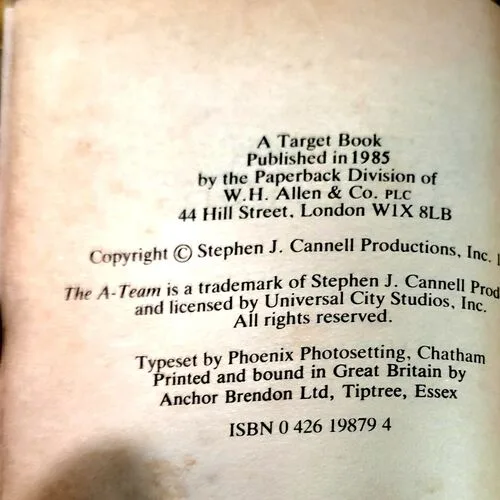 A Target Book
Published in 1985
by the Paperback Division of
W.H. Allen & Co. PLC
44 Hill Street, London W1X 8LB
Copyright © Stephen J. Cannell Productions, Inc.
The A-Team is a trademark of Stephen J. Cannell Prod
and licensed by Universal City Studios, Inc.
All rights reserved.
Typeset by Phoenix Photosetting, Chatham
Printed and bound in Great Britain by
Anchor Brendon Ltd, Tiptree, Essex
ISBN 0 426 19879 4